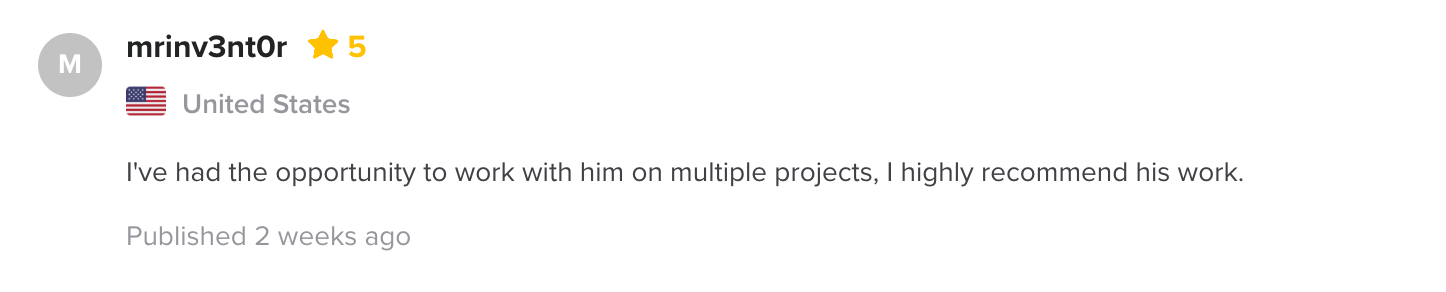 M
mrinv3nt0r 5
United States
I've had the opportunity to work with him on multiple projects, I highly recommend his work.
Published 2 weeks ago